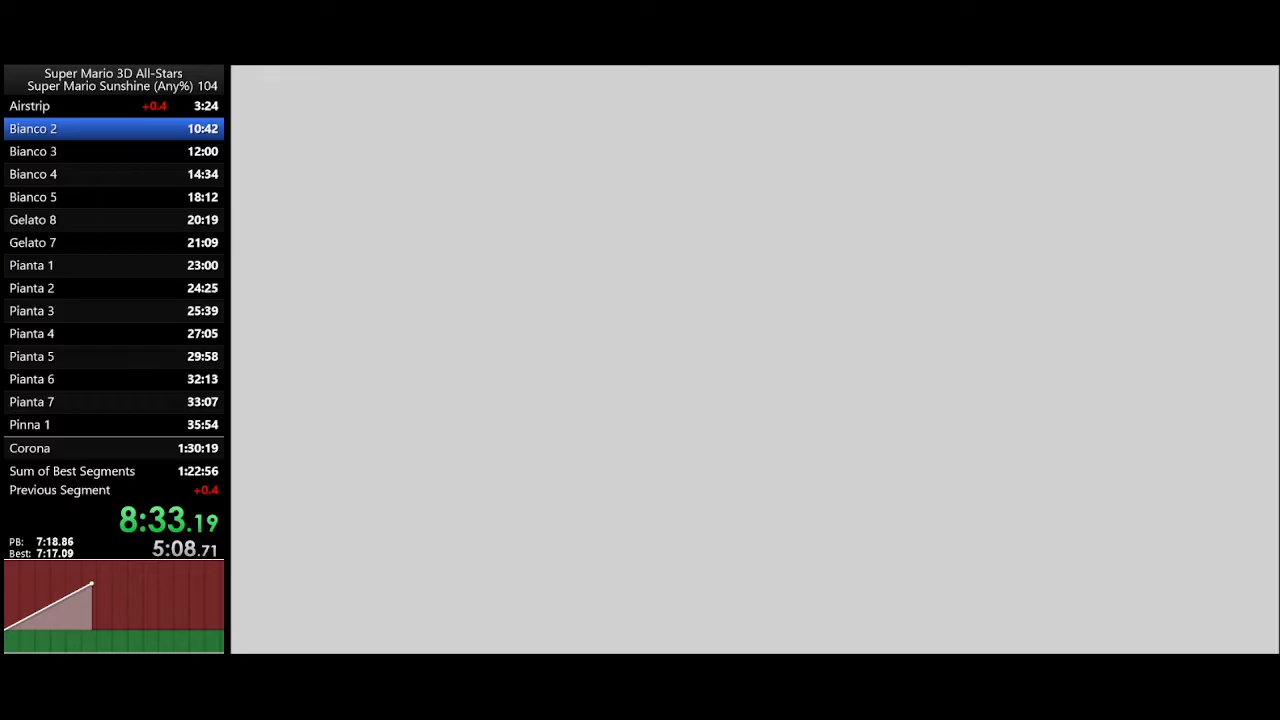 Super Mario 3D All-Stars
Super Mario Sunshine (Any%) 104
Airstrip +0.4 3:24
Bianco 2 10:42
Bianco 3 12:00
Bianco 4 14:34
Bianco 5 18:12
Gelato 8 20:19
Gelato 7 21:09
Pianta 1 23:00
Pianta 2 24:25
Pianta 3 25:39
Pianta 4 27:05
Pianta 5 29:58
Pianta 6 32:13
Pianta 7 33:07
Pinna 1 35:54
Corona 1:30:19
Sum of Best Segments 1:22:56
Previous Segment +0.4
8:33.19
PB: 7:18.86
Best: 7:17.09
5:08.71